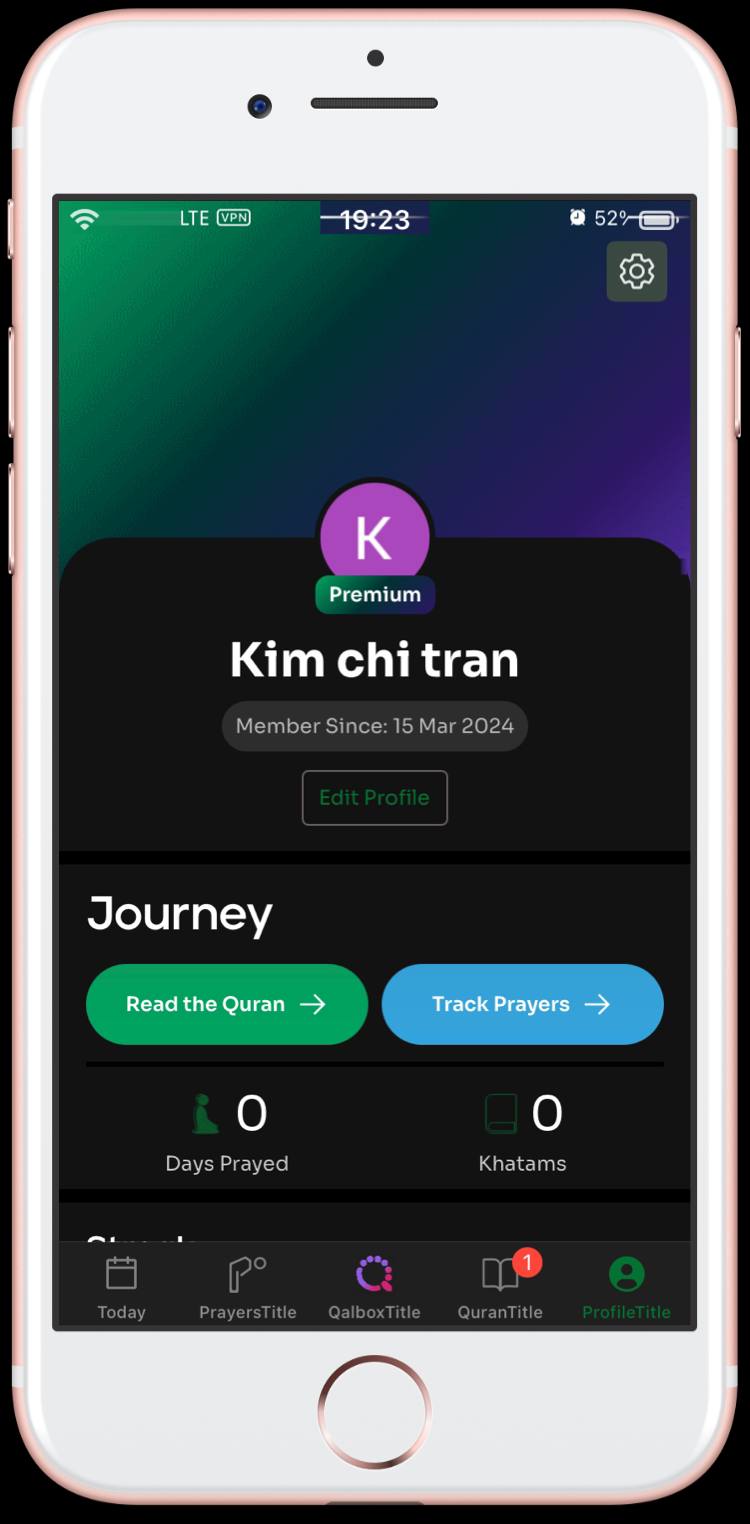 LTE VPN 19:23 52%
K
Premium
Kim chi tran
Member Since: 15 Mar 2024
Edit Profile
Journey
Read the Quran → Track Prayers →
0 0
Days Prayed Khatams
1
Today PrayersTitle QalboxTitle QuranTitle ProfileTitle